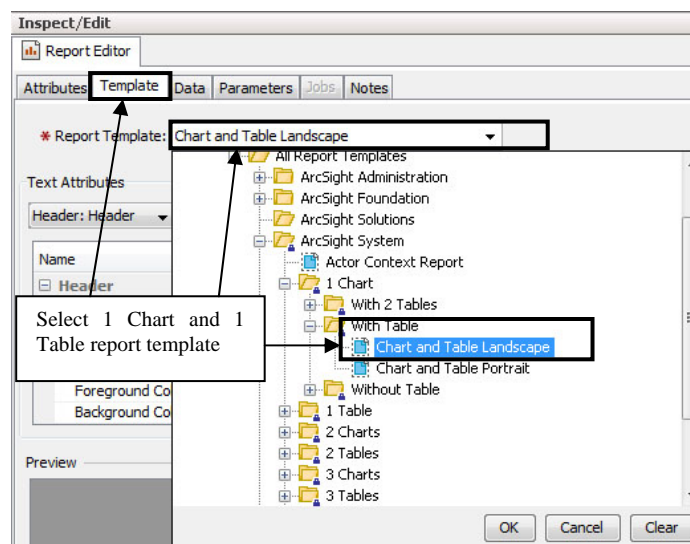 Inspect/Edit
Report Editor
Attributes Template Data Parameters Jobs Notes
* Report Template: Chart and Table Landscape
All Report Templates
Text Attributes
ArcSight Administration
ArcSight Foundation
Header: Header
ArcSight Solutions
ArcSight System
Name
Actor Context Report
Header
1 Chart
With 2 Tables
Select 1 Chart and 1
Table report template
With Table
Chart and Table Landscape
Chart and Table Portrait
Foreground Co
Without Table
Background Co
1 Table
2 Charts
Preview
2 Tables
3 Charts
3 Tables
OK Cancel Clear